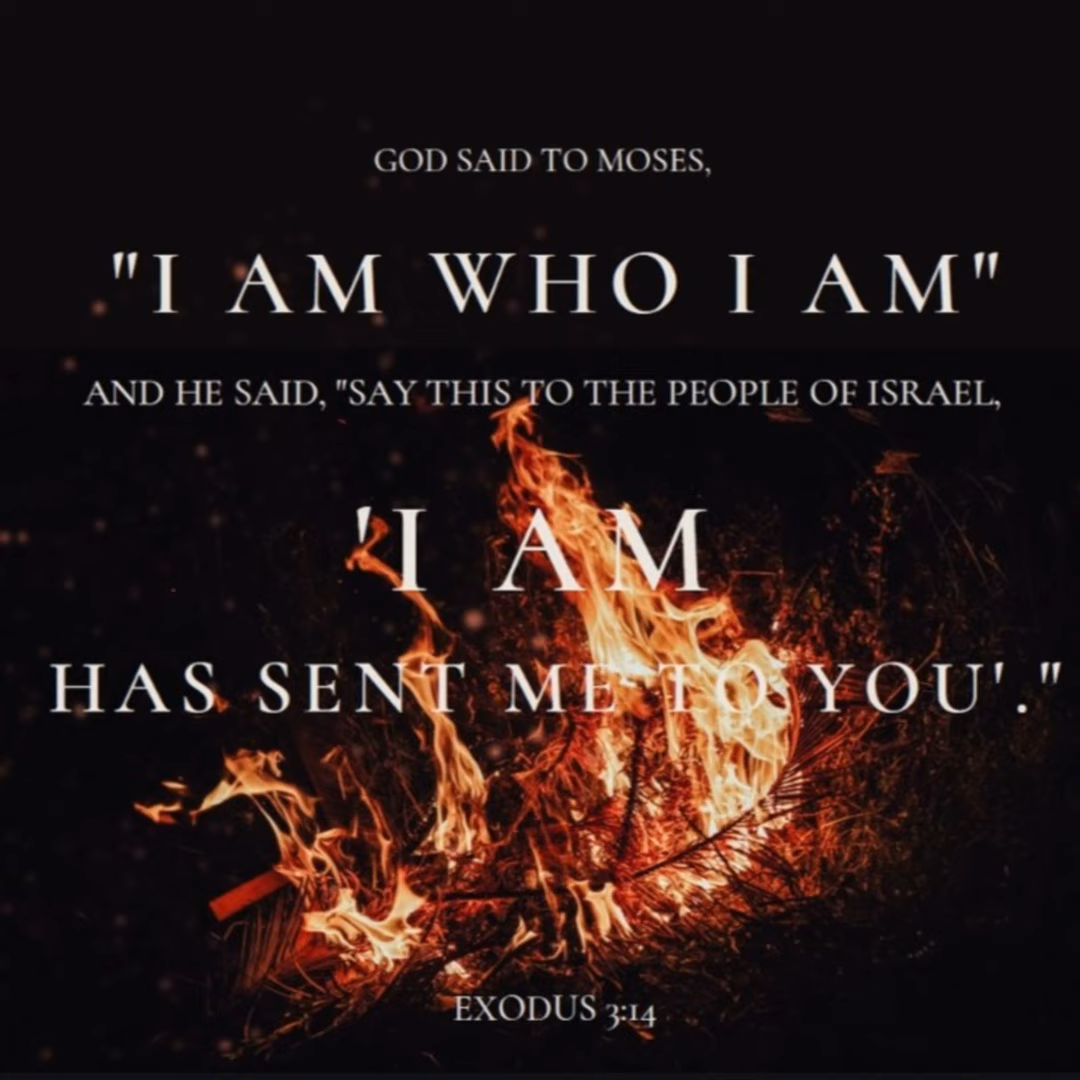 GOD SAID TO MOSES,
"I AM WHO I AM"
AND HE SAID, "SAY THIS TO THE PEOPLE OF ISRAEL,
'I AM
HAS SENT ME TO YOU'."
EXODUS 3:14